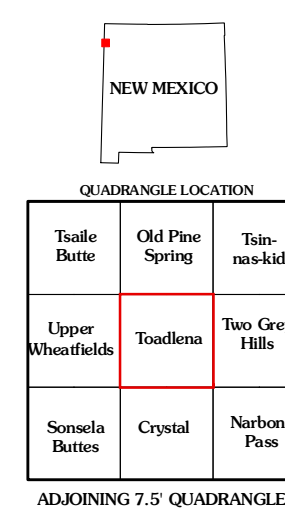 NEW MEXICO
QUADRANGLE LOCATION
Tsaile
Butte
Old Pine
Spring
Tsin-
nas-kid
Upper
Wheatfields
Toadlena
Two Gre
Hills
Sonsela
Buttes
Crystal
Narbon
Pass
ADJOINING 7.5' QUADRANGLE